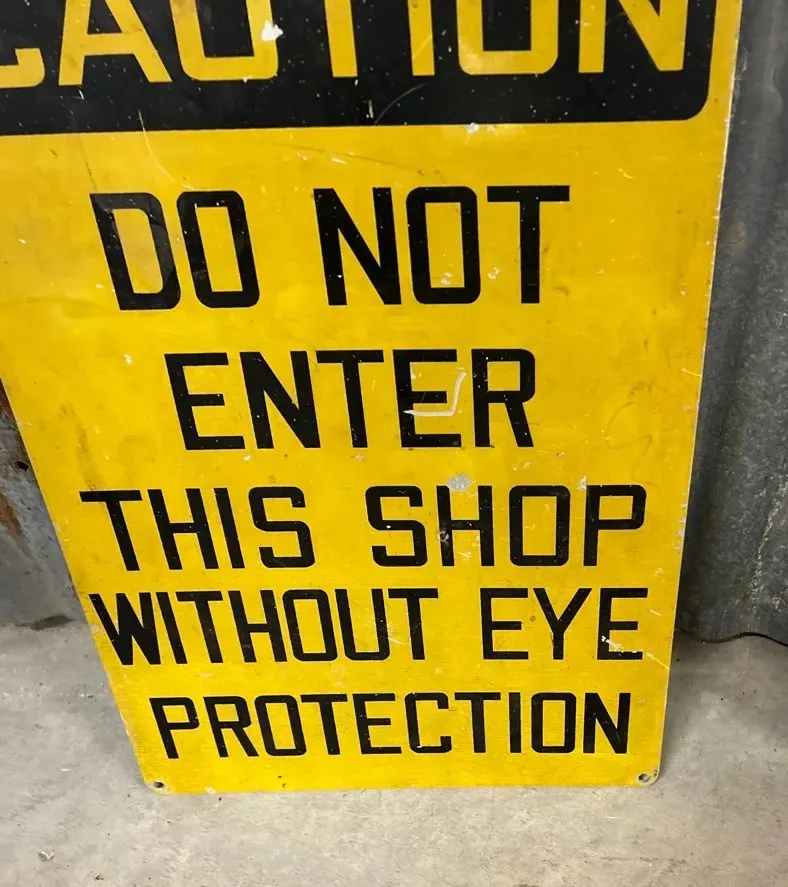 CAUTION
DO NOT
ENTER
THIS SHOP
WITHOUT EYE
PROTECTION